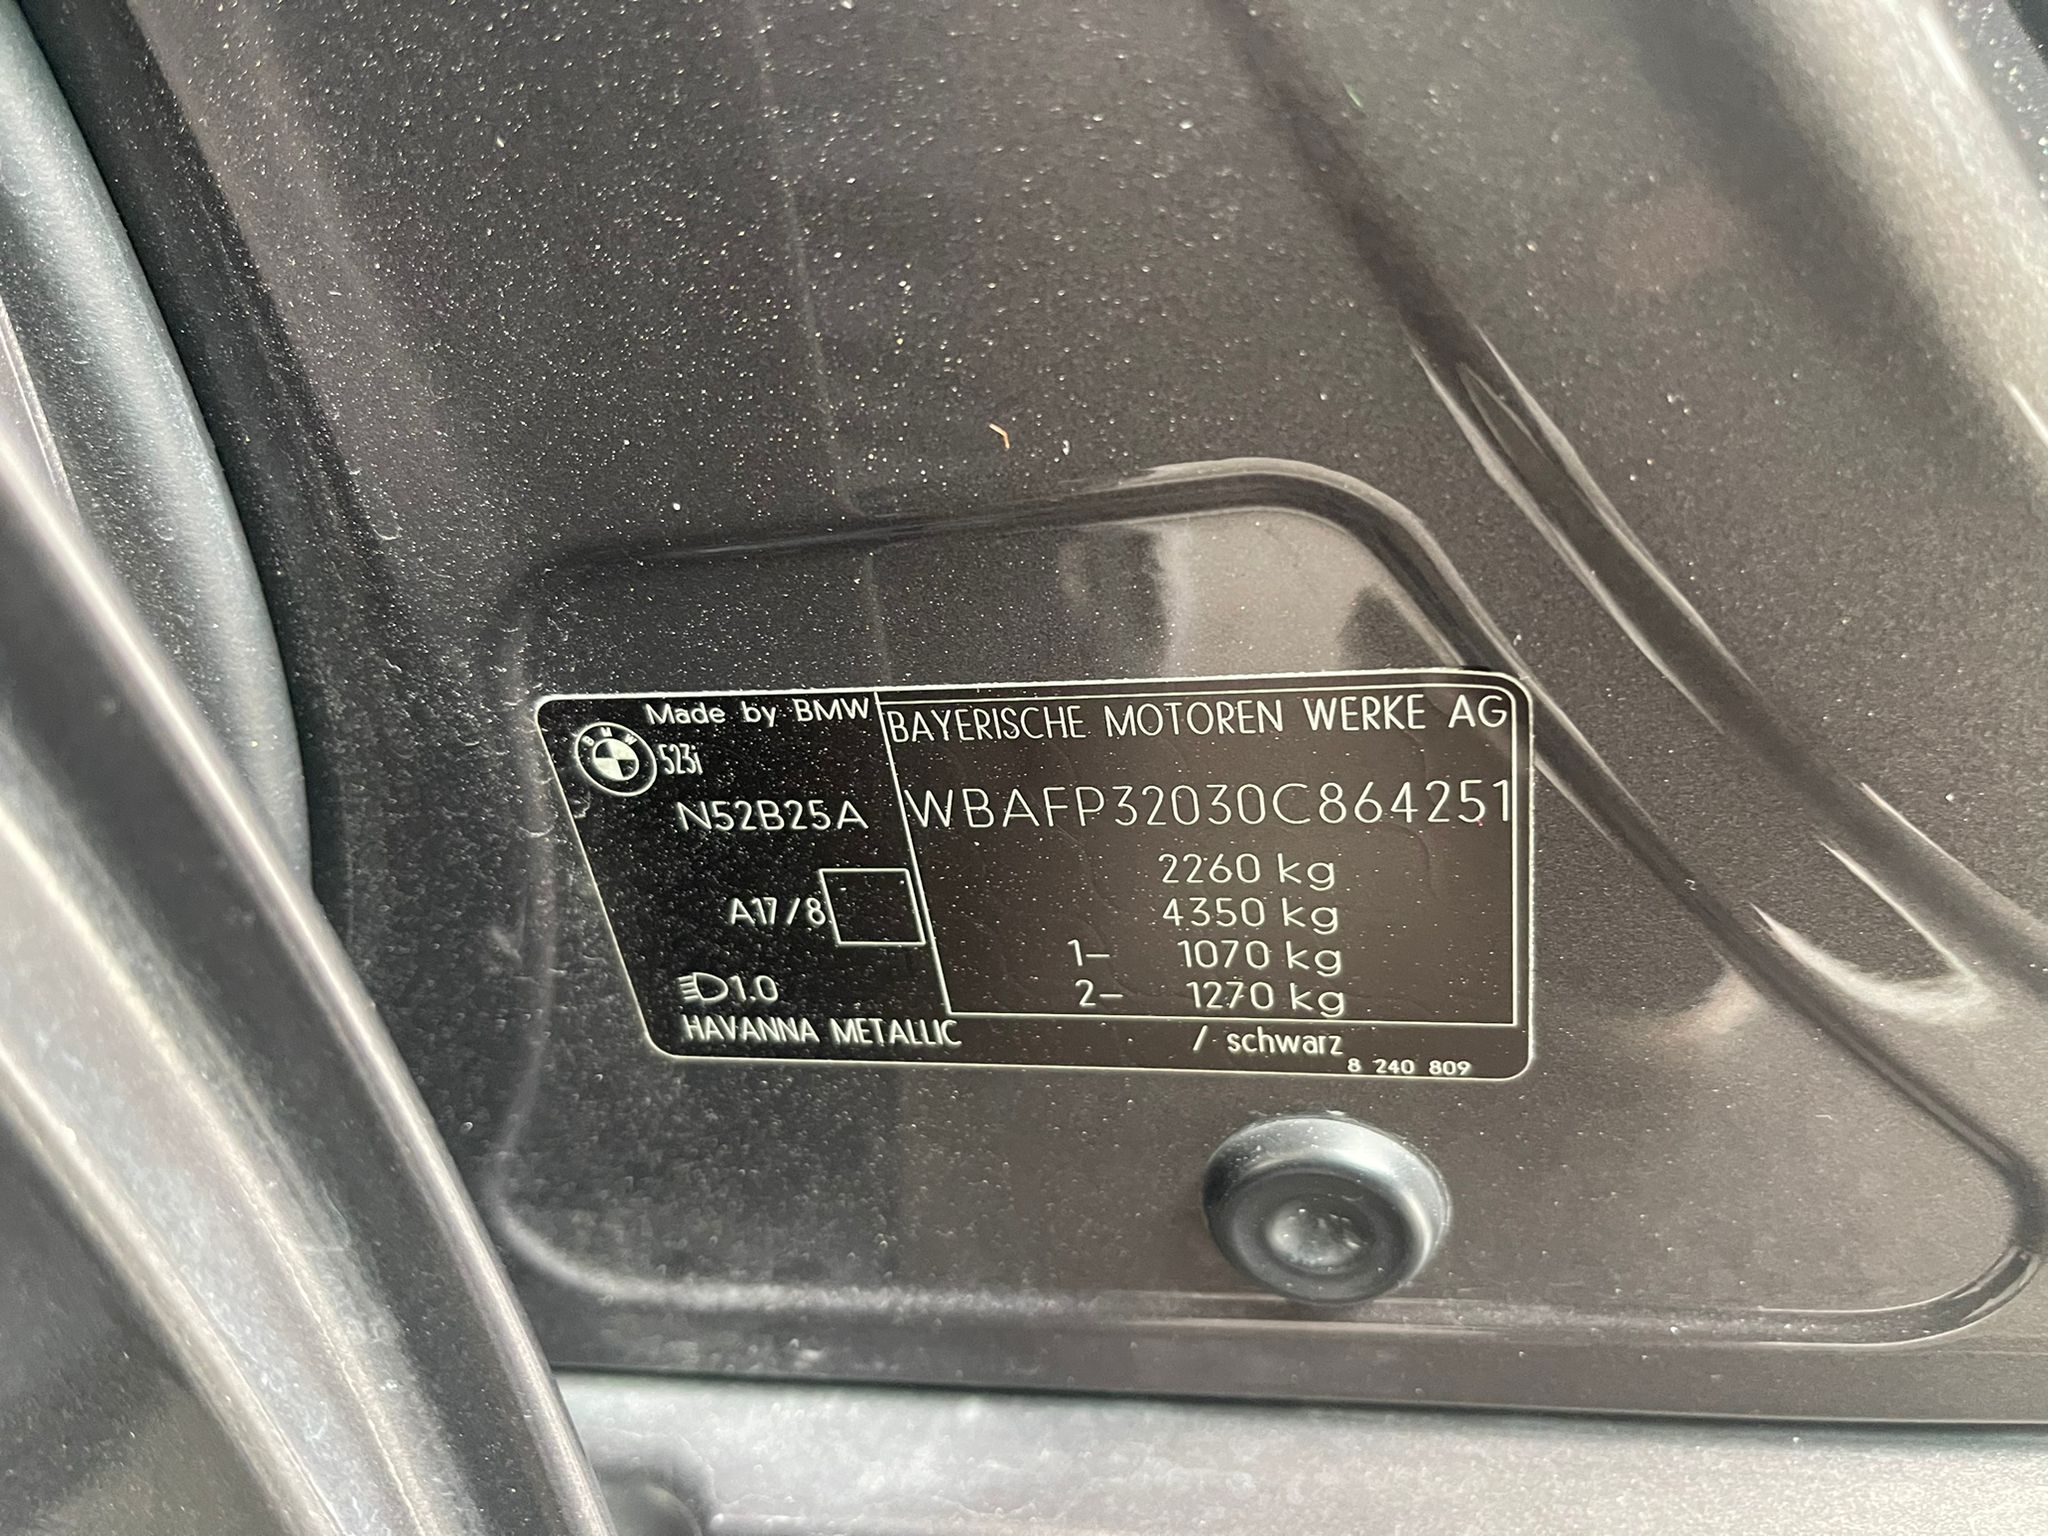 Made by BMW
BMW
523i
N52B25A
A17/8
1.0
HAVANNA METALLIC / schwarz
BAYERISCHE MOTOREN WERKE AG
WBAFP32030C864251
2260 kg
4350 kg
1– 1070 kg
2– 1270 kg
8 240 809